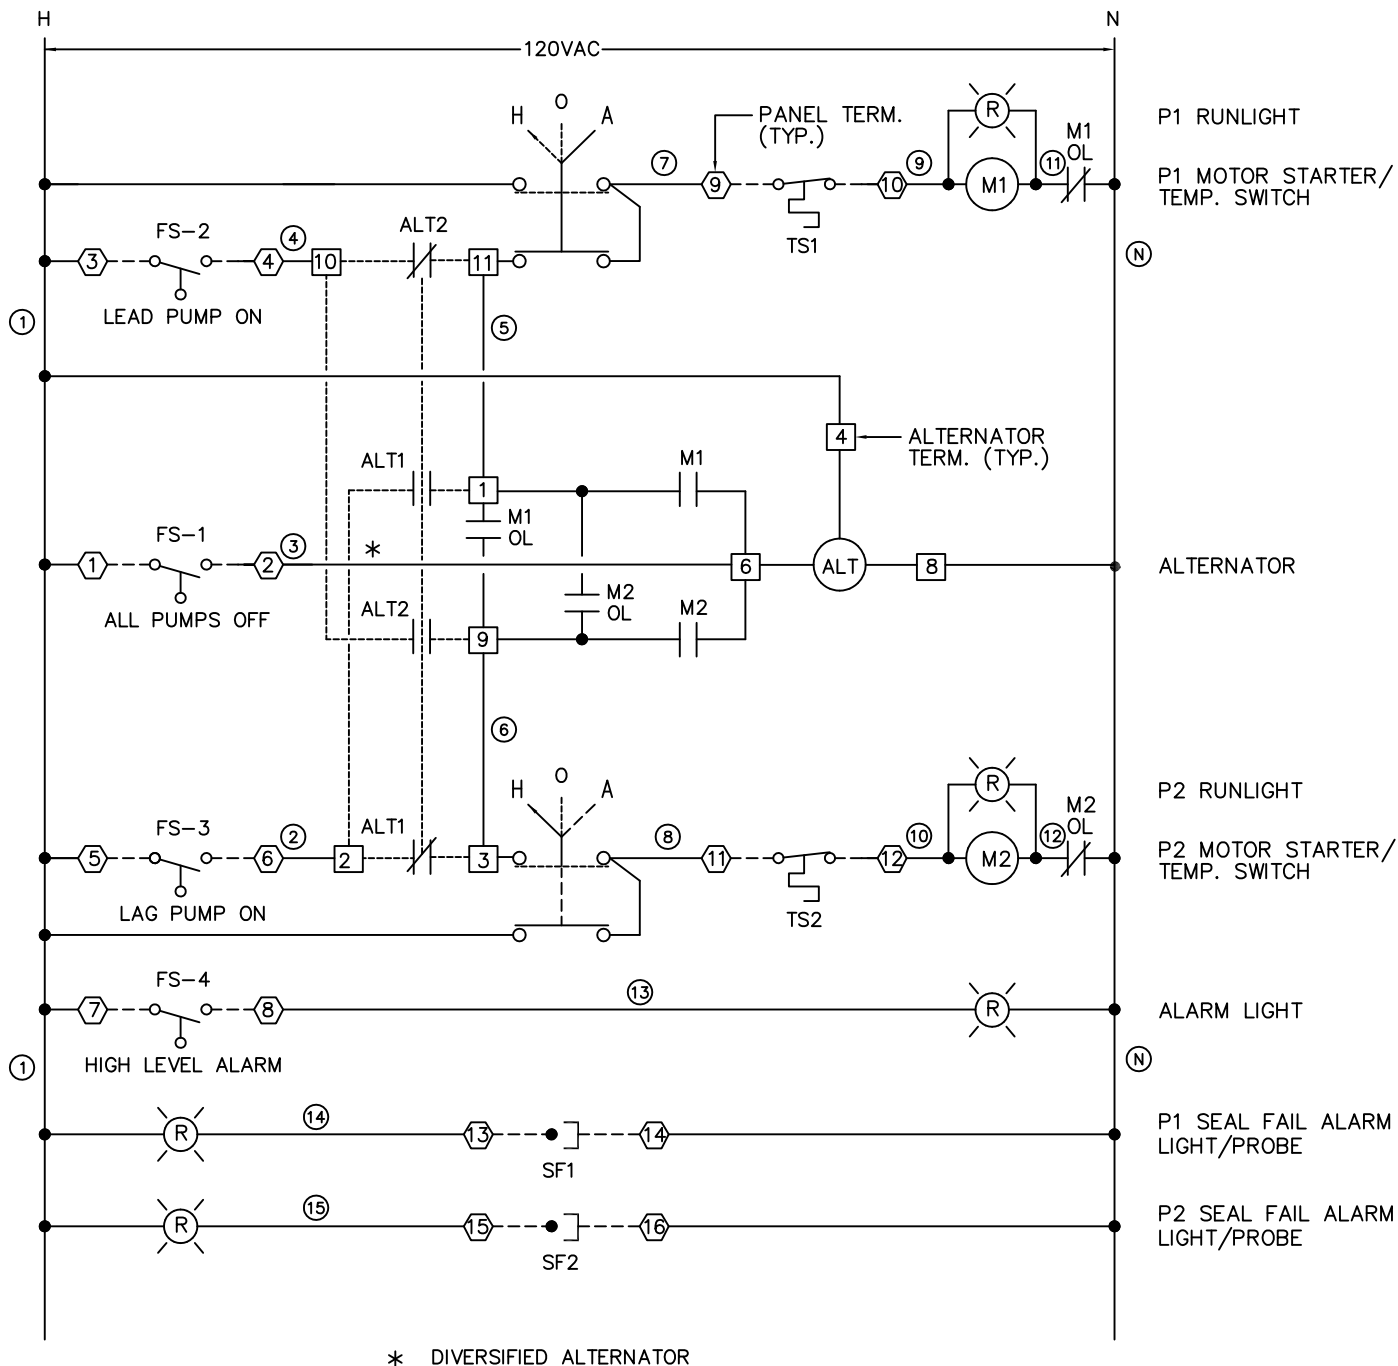 H N
120VAC
H O A
PANEL TERM.
(TYP.)
R
M1
OL
P1 RUNLIGHT
7 9 11
9 10 M1
TS1
P1 MOTOR STARTER/
TEMP. SWITCH
FS-2 4 ALT2
3 4 10 11
LEAD PUMP ON
N
1 5
4
ALTERNATOR
TERM. (TYP.)
ALT1 1 M1
M1
OL
FS-1 3 *
1 2 6 ALT 8
ALL PUMPS OFF
ALTERNATOR
M2
OL
ALT2 9 M2
6
H O A
R
M2
OL
P2 RUNLIGHT
FS-3 2 ALT1 8 10 12
5 6 2 3 11 12 M2
LAG PUMP ON
TS2
P2 MOTOR STARTER/
TEMP. SWITCH
FS-4 13
7 8 R
HIGH LEVEL ALARM
ALARM LIGHT
1 N
14
R 13 14
SF1
P1 SEAL FAIL ALARM
LIGHT/PROBE
15
R 15 16
SF2
P2 SEAL FAIL ALARM
LIGHT/PROBE
* DIVERSIFIED ALTERNATOR